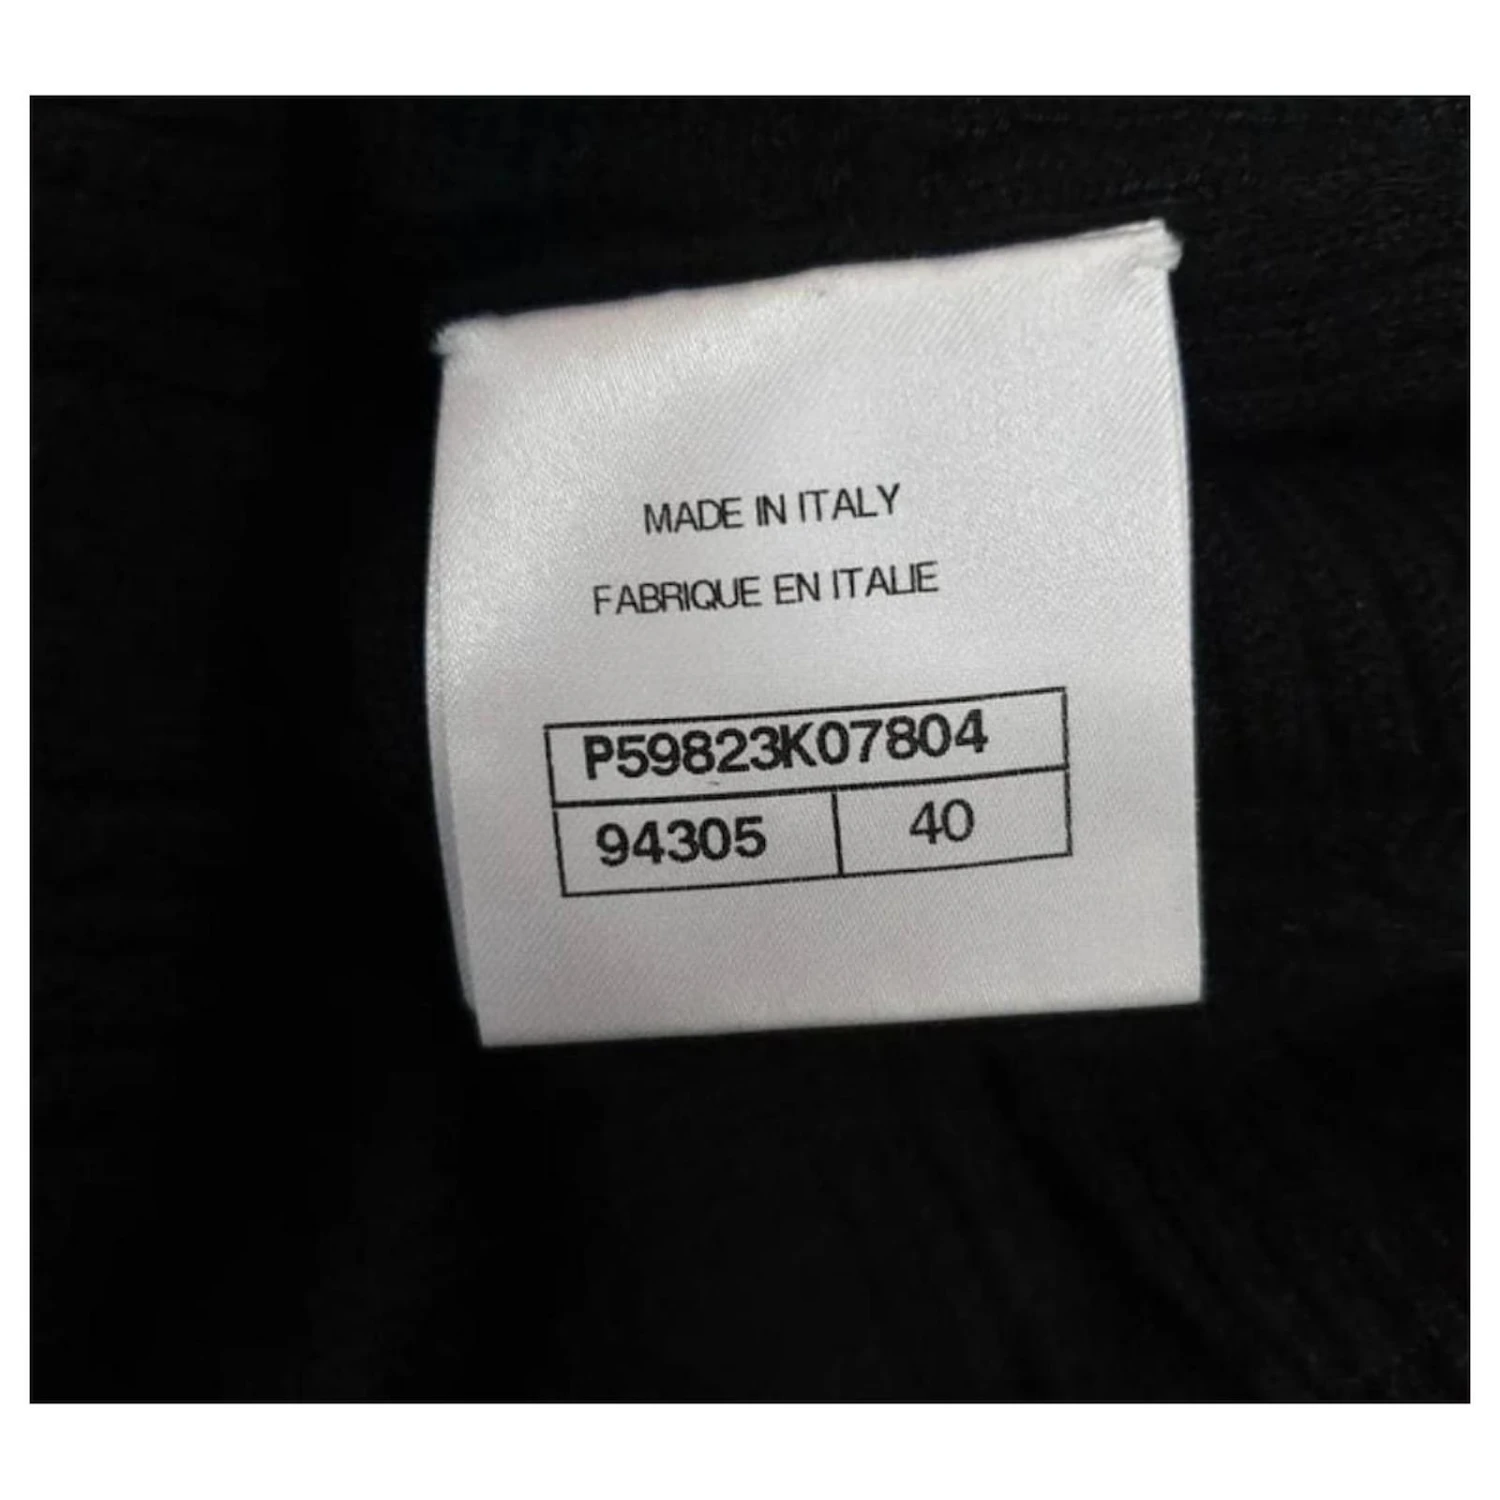 MADE IN ITALY
FABRIQUE EN ITALIE
P59823K07804
94305 40